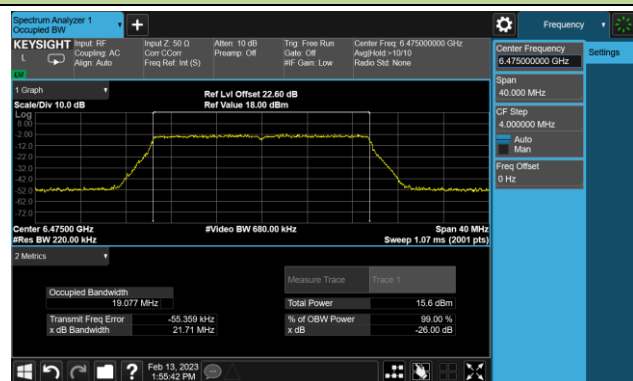 Spectrum Analyzer 1
Occupied BW
Frequency
KEYSIGHT
L
Input: RF
Coupling: AC
Align: Auto
Input Z: 50 Ω
Corr CCorr
Freq Ref: Int (S)
Atten: 10 dB
Preamp: Off
Trig: Free Run
Gate: Off
#IF Gain: Low
Center Freq: 6.475000000 GHz
Avg|Hold:>10/10
Radio Std: None
Center Frequency
6.475000000 GHz
Settings
Span
40.000 MHz
CF Step
4.000000 MHz
Auto
Man
Freq Offset
0 Hz
1 Graph
Scale/Div 10.0 dB
Ref Lvl Offset 22.60 dB
Ref Value 18.00 dBm
Log
8.00
-2.00
-12.0
-22.0
-32.0
-42.0
-52.0
-62.0
-72.0
Center 6.47500 GHz
#Res BW 220.00 kHz
#Video BW 680.00 kHz
Span 40 MHz
Sweep 1.07 ms (2001 pts)
2 Metrics
Measure Trace
Trace 1
Occupied Bandwidth
19.077 MHz
Total Power
15.6 dBm
Transmit Freq Error
-55.359 kHz
% of OBW Power
99.00 %
x dB Bandwidth
21.71 MHz
x dB
-26.00 dB
?
Feb 13, 2023
1:55:42 PM